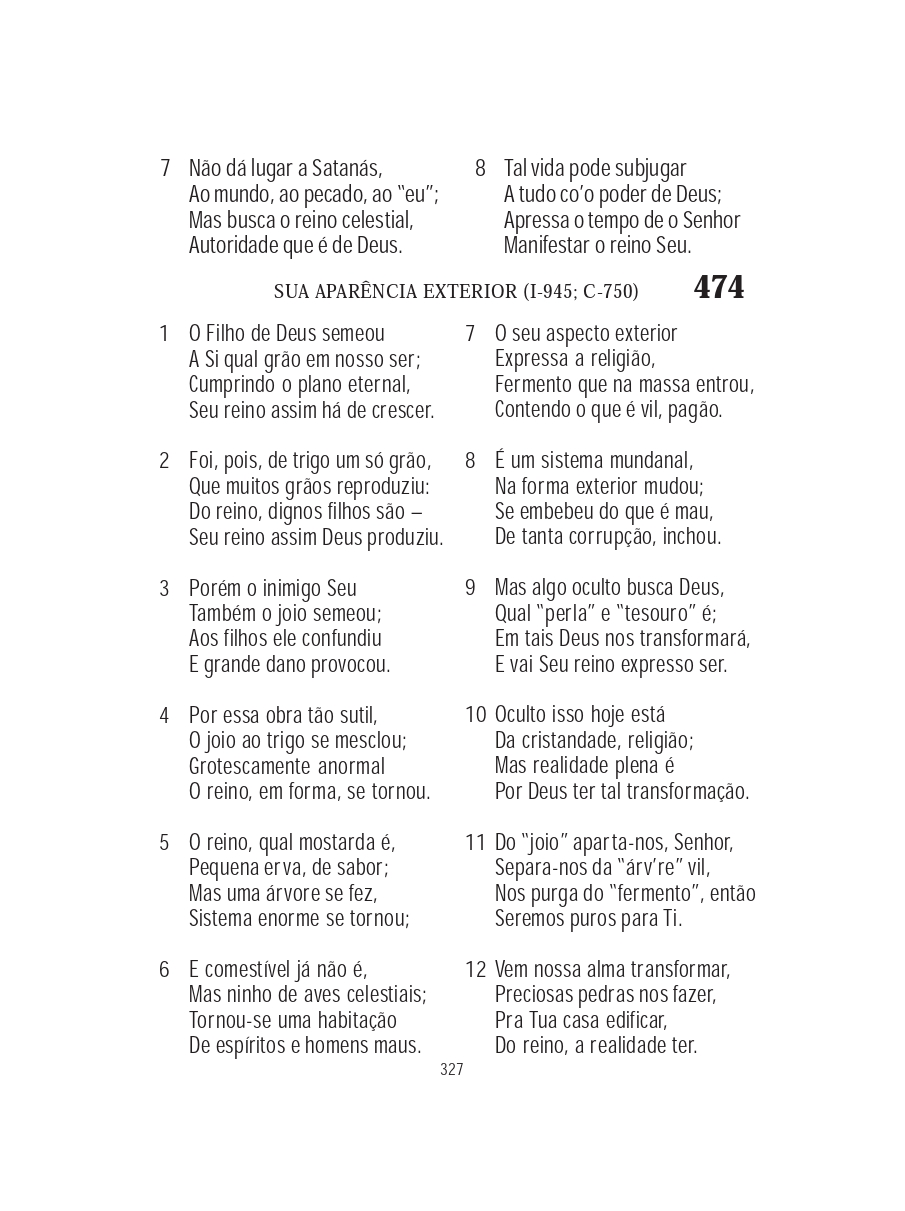 7 Não dá lugar a Satanás,
Ao mundo, ao pecado, ao “eu”;
Mas busca o reino celestial,
Autoridade que é de Deus.
8 Tal vida pode subjugar
A tudo co’o poder de Deus;
Apressa o tempo de o Senhor
Manifestar o reino Seu.
SUA APARÊNCIA EXTERIOR (I-945; C-750) 474
1 O Filho de Deus semeou
A Si qual grão em nosso ser;
Cumprindo o plano eternal,
Seu reino assim há de crescer.
2 Foi, pois, de trigo um só grão,
Que muitos grãos reproduziu:
Do reino, dignos filhos são –
Seu reino assim Deus produziu.
3 Porém o inimigo Seu
Também o joio semeou;
Aos filhos ele confundiu
E grande dano provocou.
4 Por essa obra tão sutil,
O joio ao trigo se mesclou;
Grotescamente anormal
O reino, em forma, se tornou.
5 O reino, qual mostarda é,
Pequena erva, de sabor;
Mas uma árvore se fez,
Sistema enorme se tornou;
6 E comestível já não é,
Mas ninho de aves celestiais;
Tornou-se uma habitação
De espíritos e homens maus.
7 O seu aspecto exterior
Expressa a religião,
Fermento que na massa entrou,
Contendo o que é vil, pagão.
8 É um sistema mundanal,
Na forma exterior mudou;
Se embebeu do que é mau,
De tanta corrupção, inchou.
9 Mas algo oculto busca Deus,
Qual “perla” e “tesouro” é;
Em tais Deus nos transformará,
E vai Seu reino expresso ser.
10 Oculto isso hoje está
Da cristandade, religião;
Mas realidade plena é
Por Deus ter tal transformação.
11 Do “joio” aparta-nos, Senhor,
Separa-nos da “árv’re” vil,
Nos purga do “fermento”, então
Seremos puros para Ti.
12 Vem nossa alma transformar,
Preciosas pedras nos fazer,
Pra Tua casa edificar,
Do reino, a realidade ter.
327